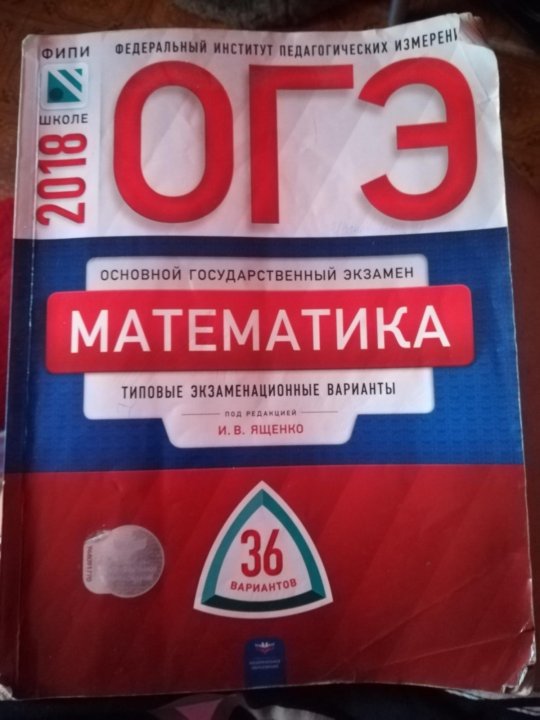 ФИПИ
ШКОЛЕ
2018
ФЕДЕРАЛЬНЫЙ ИНСТИТУТ ПЕДАГОГИЧЕСКИХ ИЗМЕРЕНИ
ОГЭ
ОСНОВНОЙ ГОСУДАРСТВЕННЫЙ ЭКЗАМЕН
МАТЕМАТИКА
ТИПОВЫЕ ЭКЗАМЕНАЦИОННЫЕ ВАРИАНТЫ
ПОД РЕДАКЦИЕЙ
И. В. ЯЩЕНКО
36
ВАРИАНТОВ